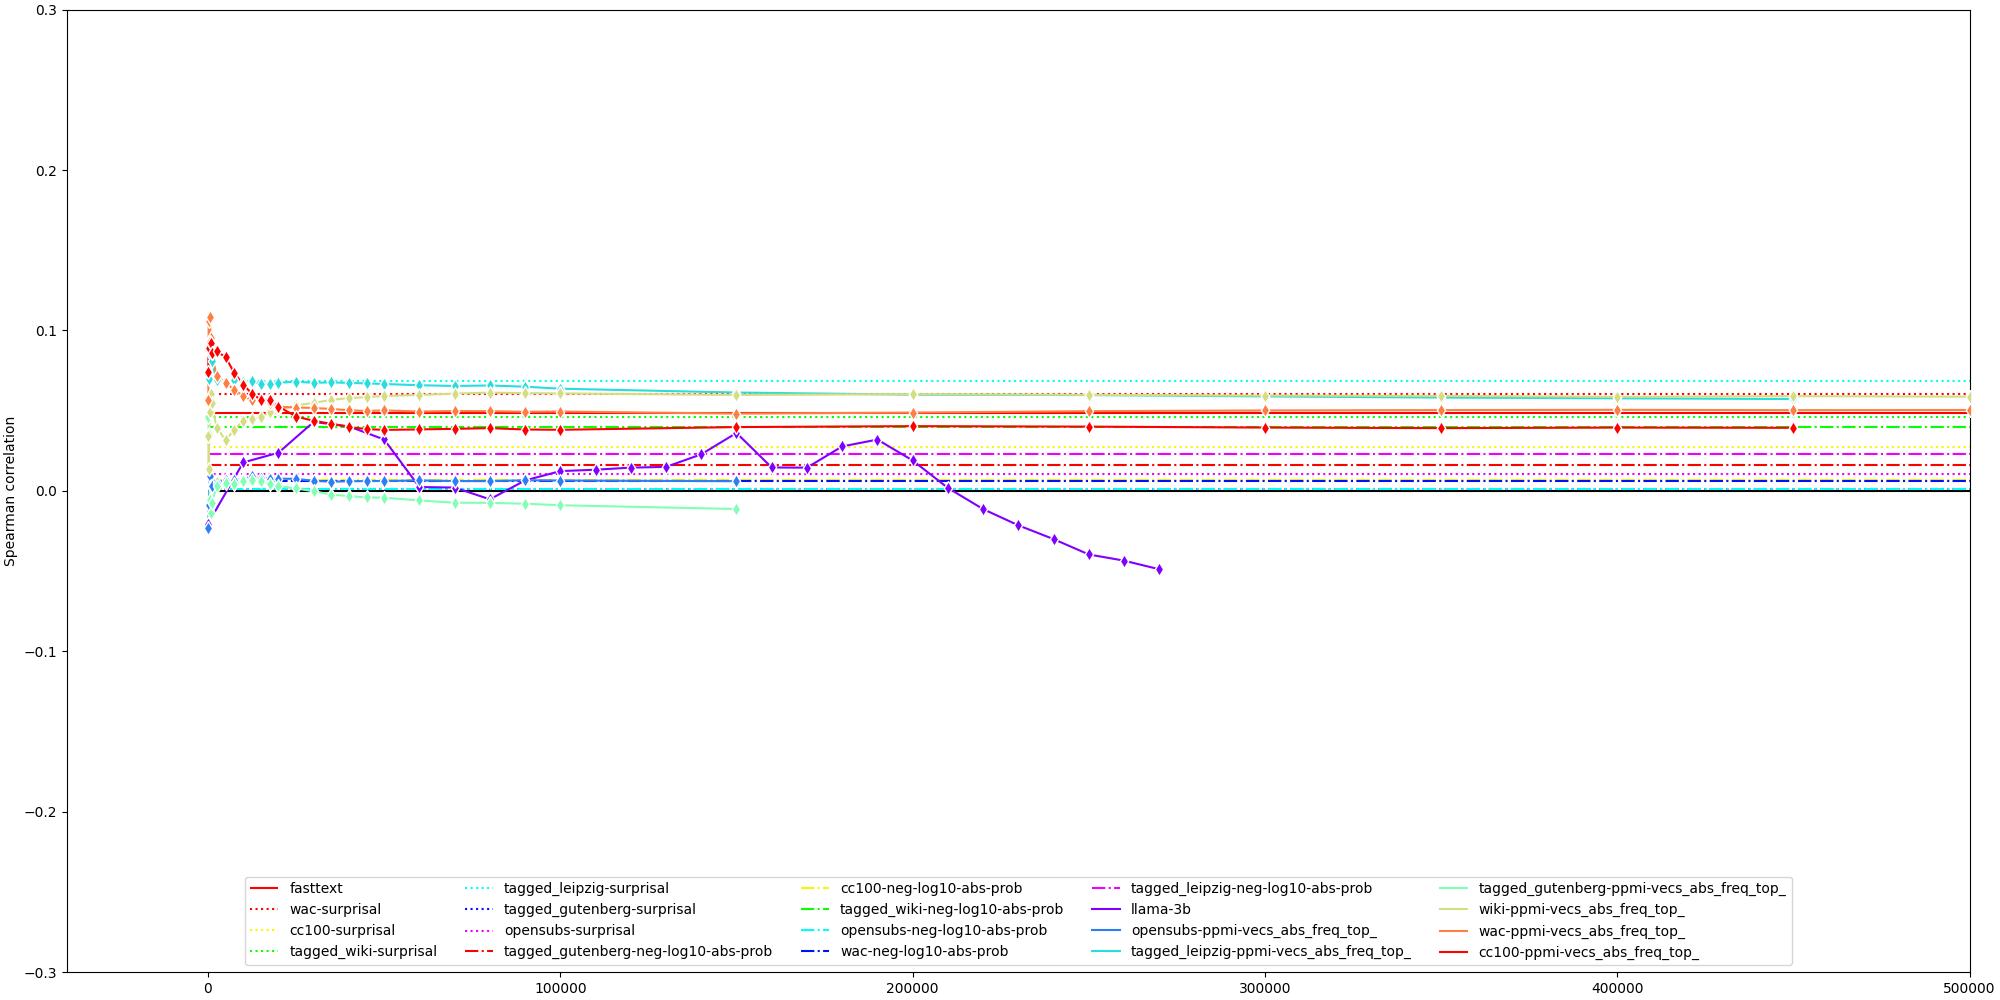 0.3
0.2
0.1
0.0
−0.1
−0.2
−0.3
Spearman correlation
0 100000 200000 300000 400000 500000
fasttext
wac-surprisal
cc100-surprisal
tagged_wiki-surprisal
tagged_leipzig-surprisal
tagged_gutenberg-surprisal
opensubs-surprisal
tagged_gutenberg-neg-log10-abs-prob
cc100-neg-log10-abs-prob
tagged_wiki-neg-log10-abs-prob
opensubs-neg-log10-abs-prob
wac-neg-log10-abs-prob
tagged_leipzig-neg-log10-abs-prob
llama-3b
opensubs-ppmi-vecs_abs_freq_top_
tagged_leipzig-ppmi-vecs_abs_freq_top_
tagged_gutenberg-ppmi-vecs_abs_freq_top_
wiki-ppmi-vecs_abs_freq_top_
wac-ppmi-vecs_abs_freq_top_
cc100-ppmi-vecs_abs_freq_top_